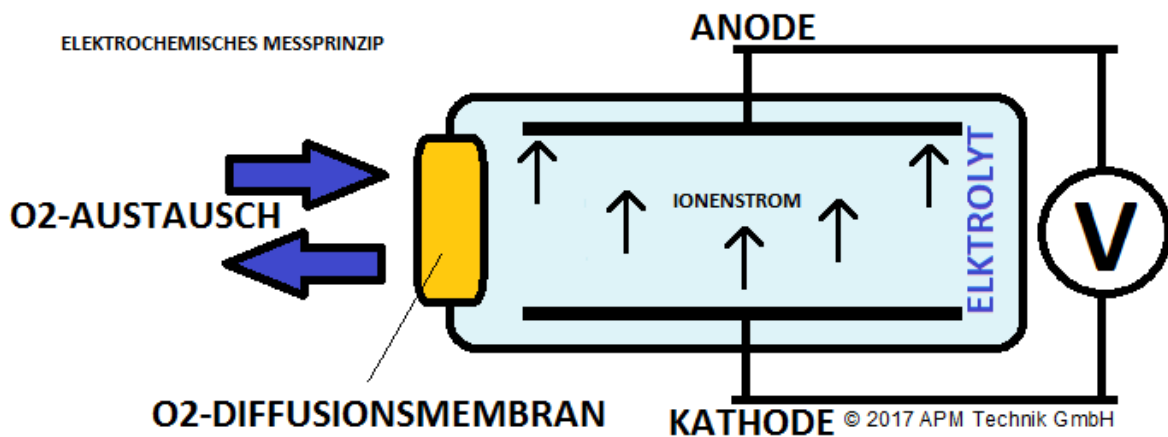 ELEKTROCHEMISCHES MESSPRINZIP
ANODE
O2-AUSTAUSCH
IONENSTROM
ELKTROLYT
V
O2-DIFFUSIONSMEMBRAN
KATHODE
© 2017 APM Technik GmbH